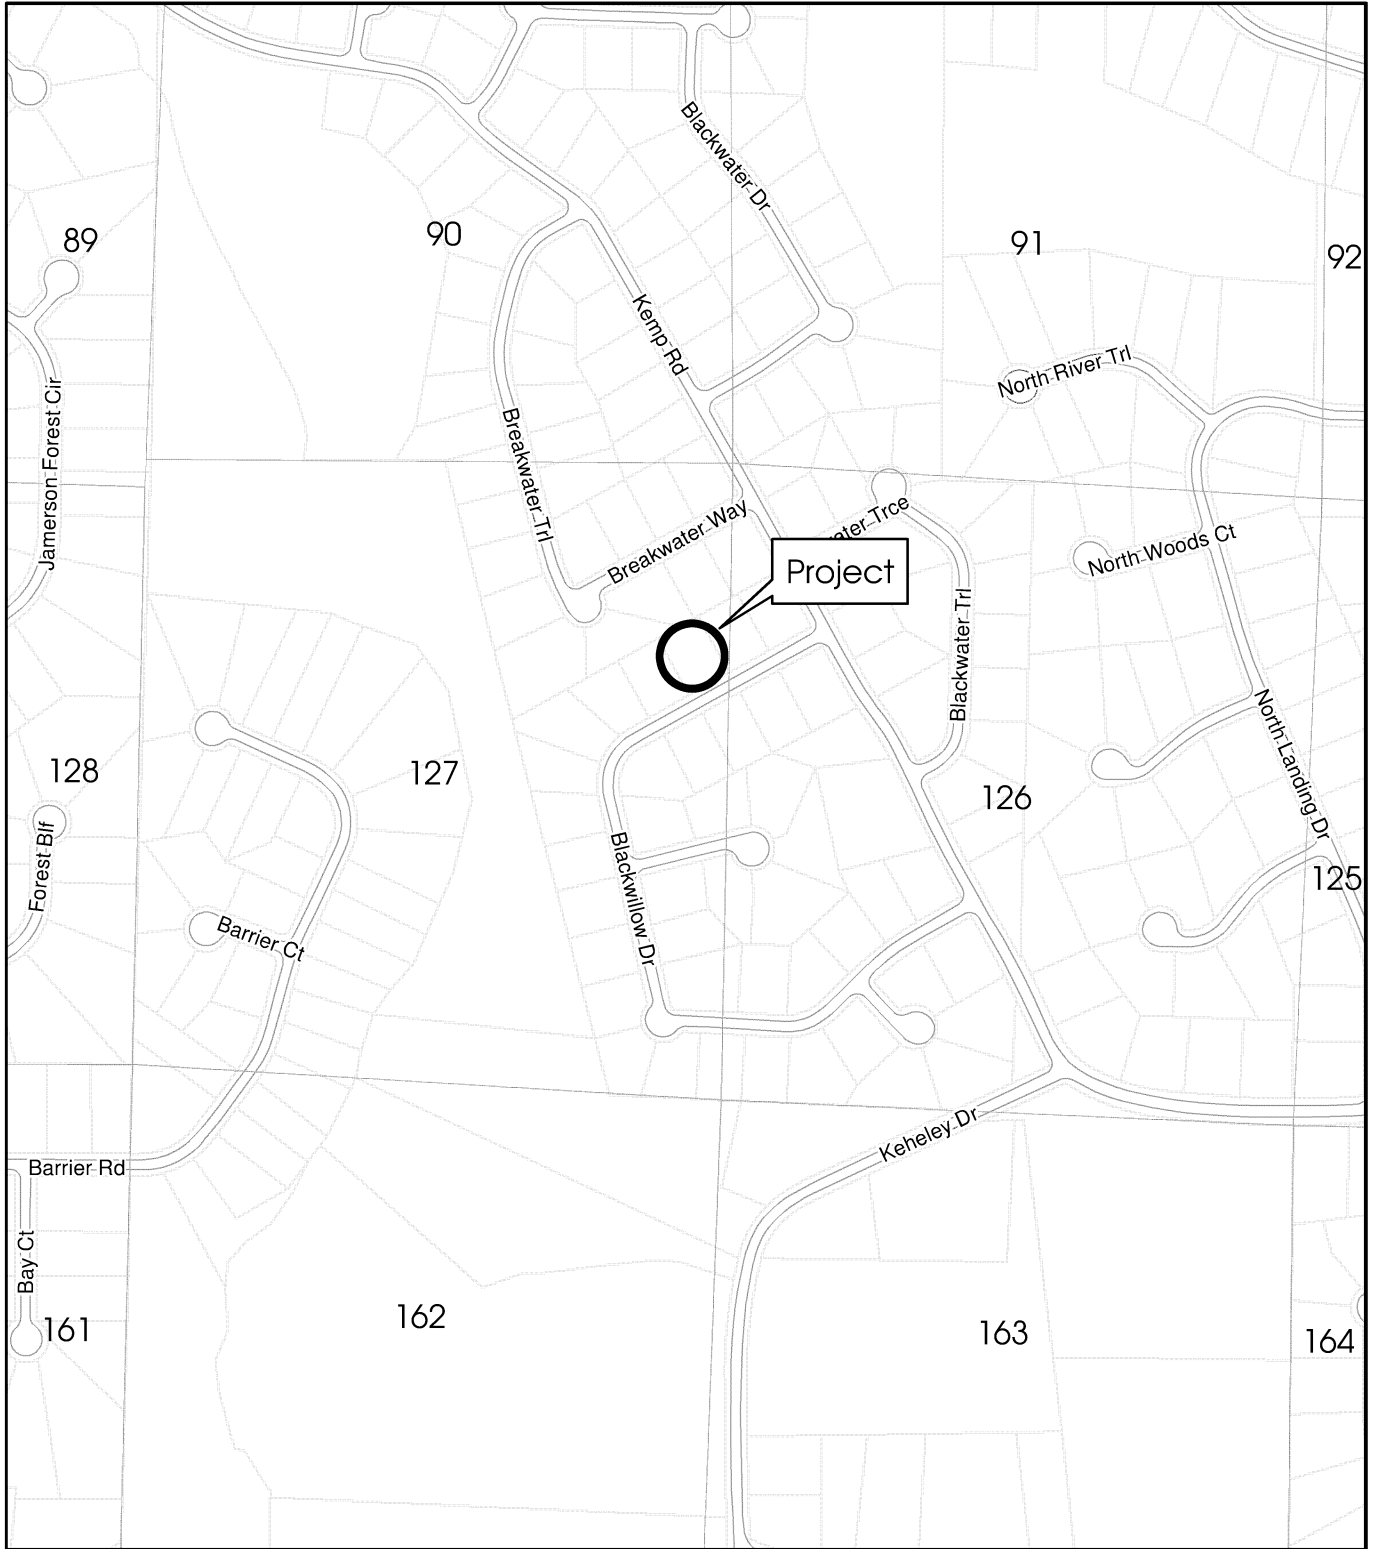 Blackwater Dr
89
90
91
92
Kemp Rd
North River Trl
Jamerson Forest Cir
Breakwater Trl
Breakwater Way
water Trce
North Woods Ct
Project
Blackwater Trl
North Landing Dr
128
127
126
125
Forest Blf
Blackwillow Dr
Barrier Ct
Keheley Dr
Barrier Rd
Bay Ct
161
162
163
164